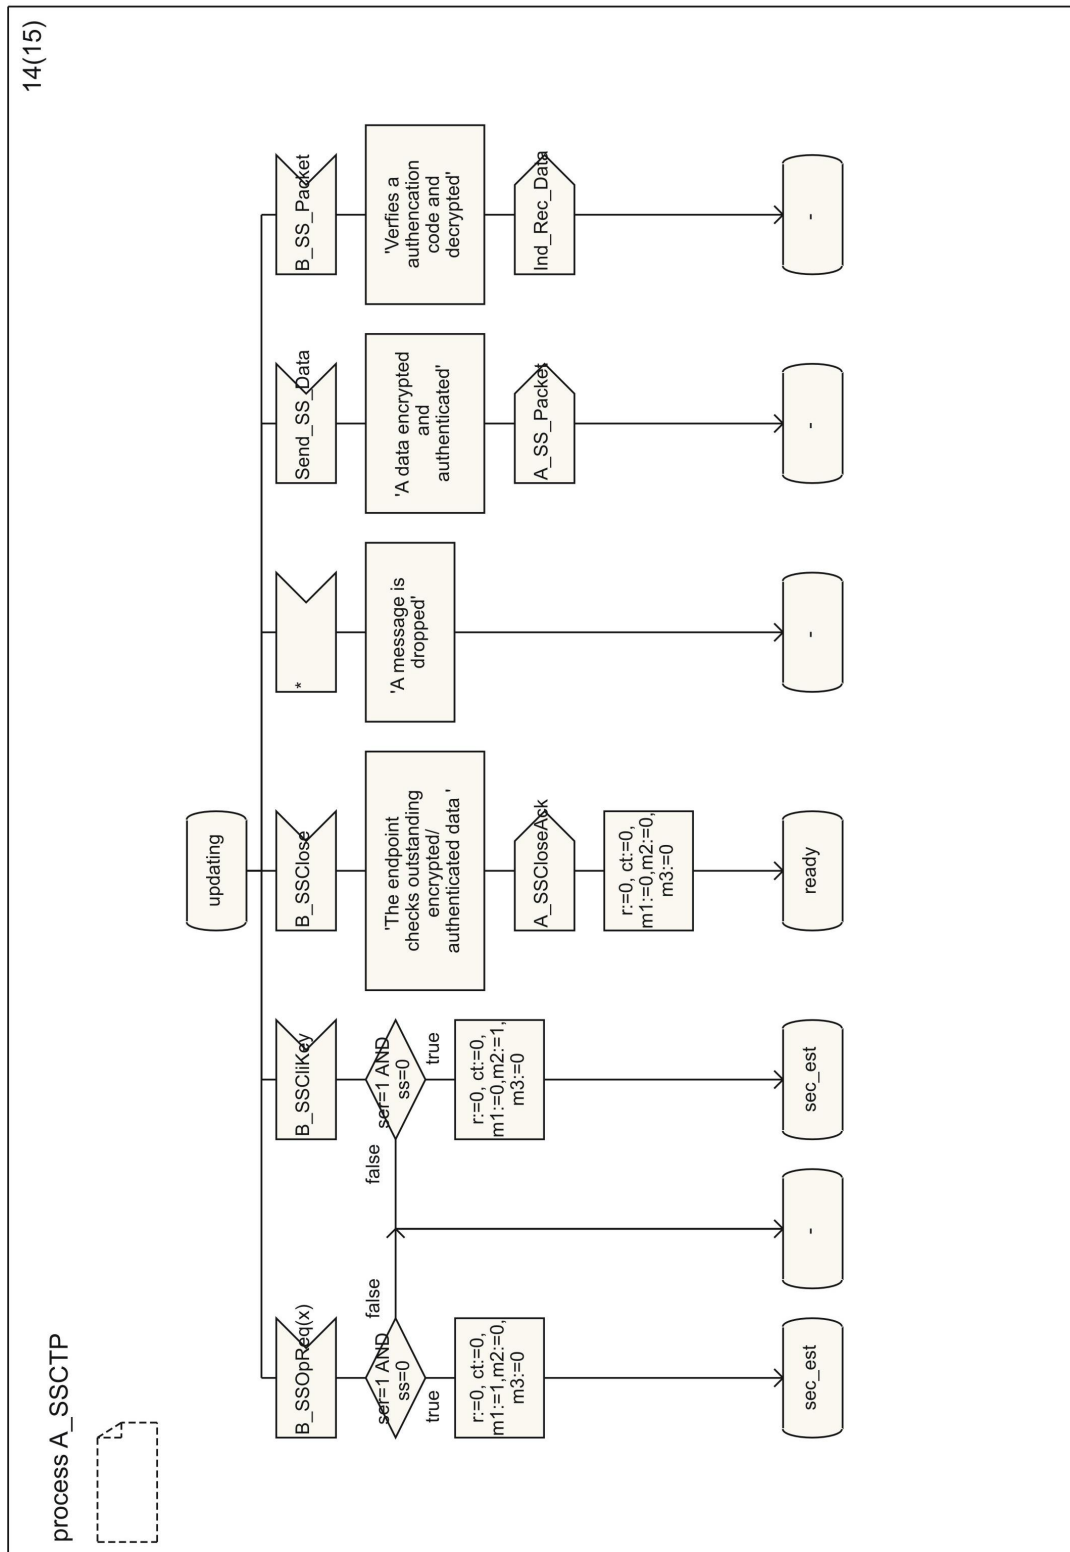 process A_SSCTP
14(15)
updating
B_SSOpReq(x)
ser=1 AND
ss=0
false
true
r:=0, ct:=0,
m1:=1,m2:=0,
m3:=0
sec_est
-
B_SSCliKey
ser=1 AND
ss=0
false
true
r:=0, ct:=0,
m1:=0,m2:=1,
m3:=0
sec_est
B_SSClose
'The endpoint
checks outstanding
encrypted/
authenticated data '
A_SSCloseAck
r:=0, ct:=0,
m1:=0,m2:=0,
m3:=0
ready
*
'A message is
dropped'
-
Send_SS_Data
'A data encrypted
and
authenticated'
A_SS_Packet
-
B_SS_Packet
'Verfies a
authencation
code and
decrypted'
Ind_Rec_Data
-